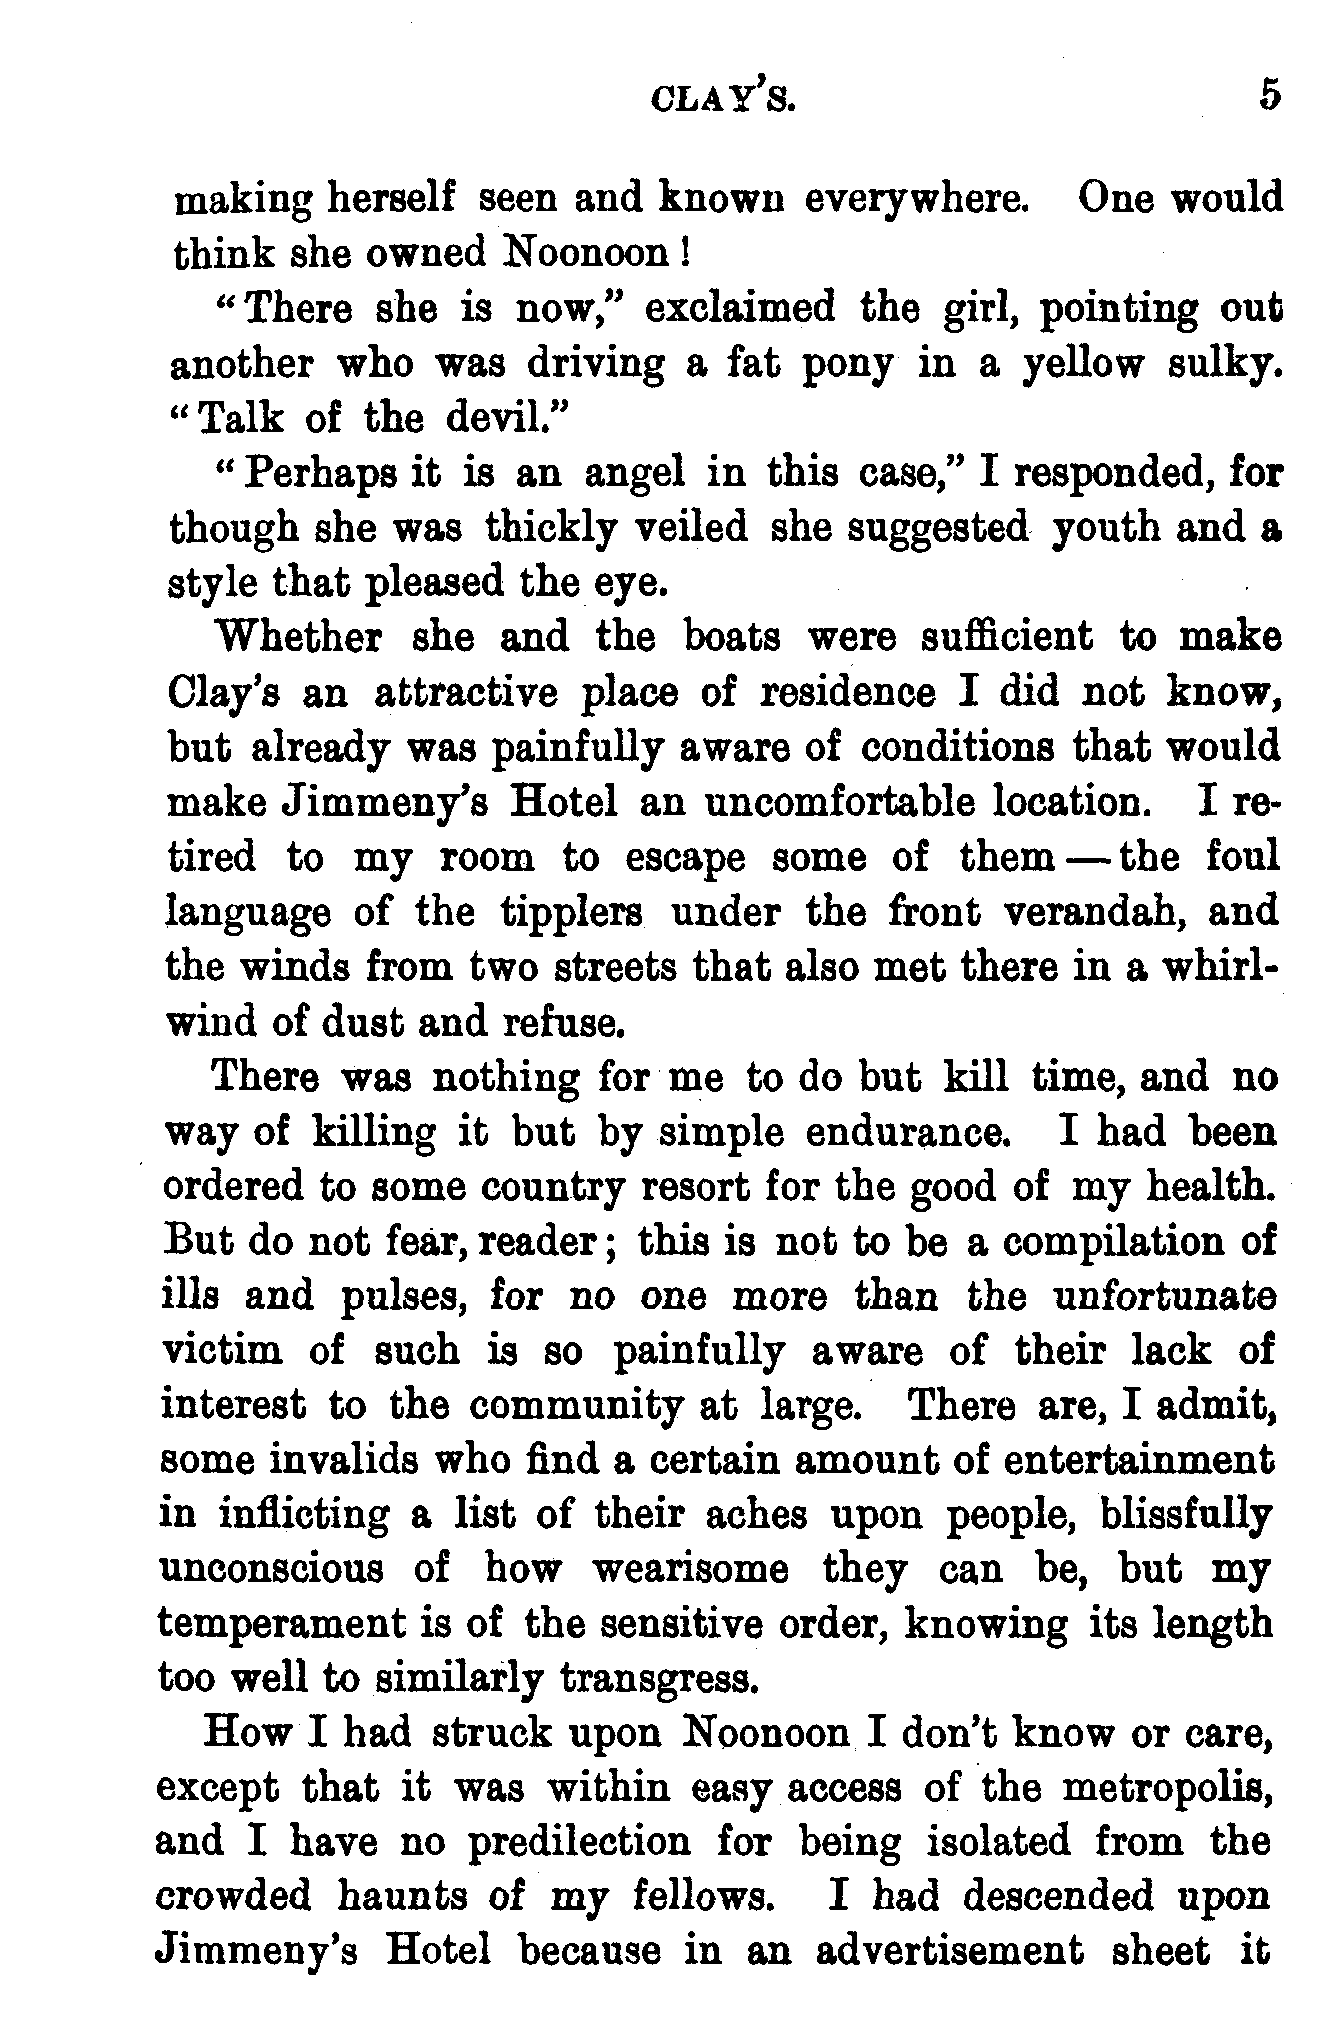 CLAY'S. 5
making herself seen and known everywhere. One would
think she owned Noonoon!
"There she is now," exclaimed the girl, pointing out
another who was driving a fat pony in a yellow sulky.
"Talk of the devil."
"Perhaps it is an angel in this case," I responded, for
though she was thickly veiled she suggested youth and a
style that pleased the eye.
Whether she and the boats were sufficient to make
Clay's an attractive place of residence I did not know,
but already was painfully aware of conditions that would
make Jimmeny's Hotel an uncomfortable location. I re-
tired to my room to escape some of them — the foul
language of the tipplers under the front verandah, and
the winds from two streets that also met there in a whirl-
wind of dust and refuse.
There was nothing for me to do but kill time, and no
way of killing it but by simple endurance. I had been
ordered to some country resort for the good of my health.
But do not fear, reader; this is not to be a compilation of
ills and pulses, for no one more than the unfortunate
victim of such is so painfully aware of their lack of
interest to the community at large. There are, I admit,
some invalids who find a certain amount of entertainment
in inflicting a list of their aches upon people, blissfully
unconscious of how wearisome they can be, but my
temperament is of the sensitive order, knowing its length
too well to similarly transgress.
How I had struck upon Noonoon I don't know or care,
except that it was within easy access of the metropolis,
and I have no predilection for being isolated from the
crowded haunts of my fellows. I had descended upon
Jimmeny's Hotel because in an advertisement sheet it